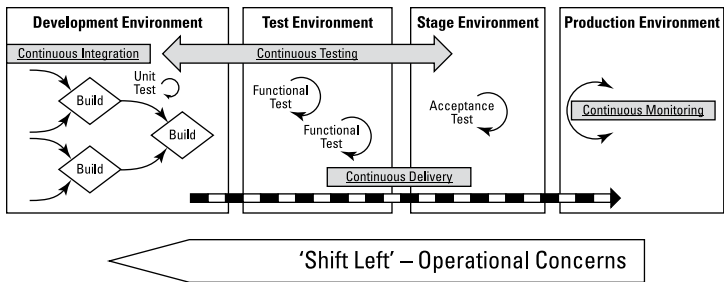 Development Environment
Test Environment
Stage Environment
Production Environment
Continuous Integration
Continuous Testing
Unit
Test
Build
Build
Build
Functional
Test
Functional
Test
Acceptance
Test
Continuous Monitoring
Continuous Delivery
‘Shift Left’ – Operational Concerns